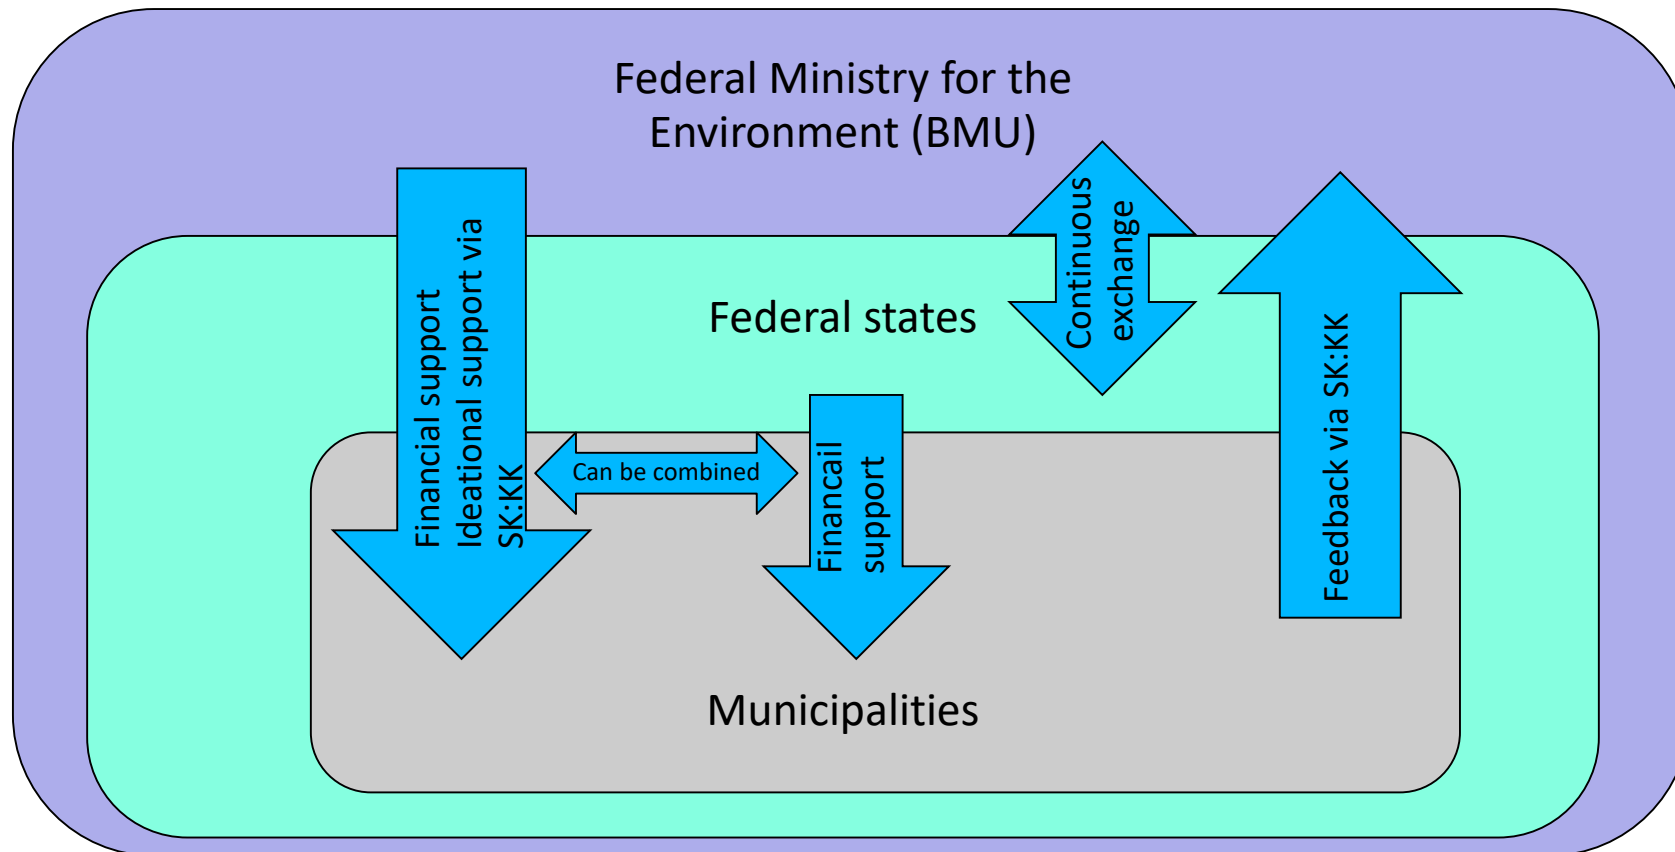 Federal Ministry for the
Environment (BMU)
Financial support
Ideational support via
SK:KK
Continuous
exchange
Feedback via SK:KK
Federal states
Can be combined
Financail
support
Municipalities